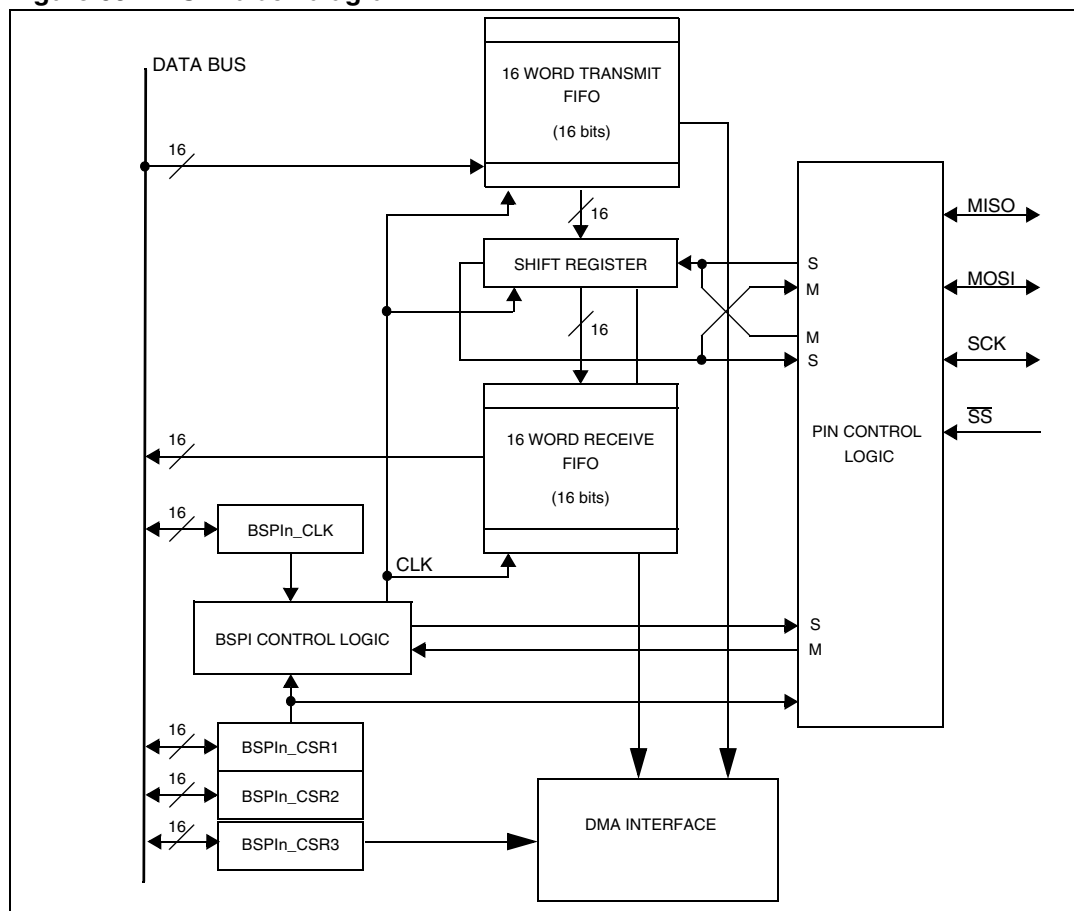 DATA BUS
16 WORD TRANSMIT
FIFO
(16 bits)
16
16
SHIFT REGISTER
16
S
M
M
S
MISO
MOSI
SCK
SS
PIN CONTROL
LOGIC
16 WORD RECEIVE
FIFO
(16 bits)
16
16
BSPIn_CLK
CLK
BSPI CONTROL LOGIC
S
M
16
BSPIn_CSR1
16
BSPIn_CSR2
16
BSPIn_CSR3
DMA INTERFACE